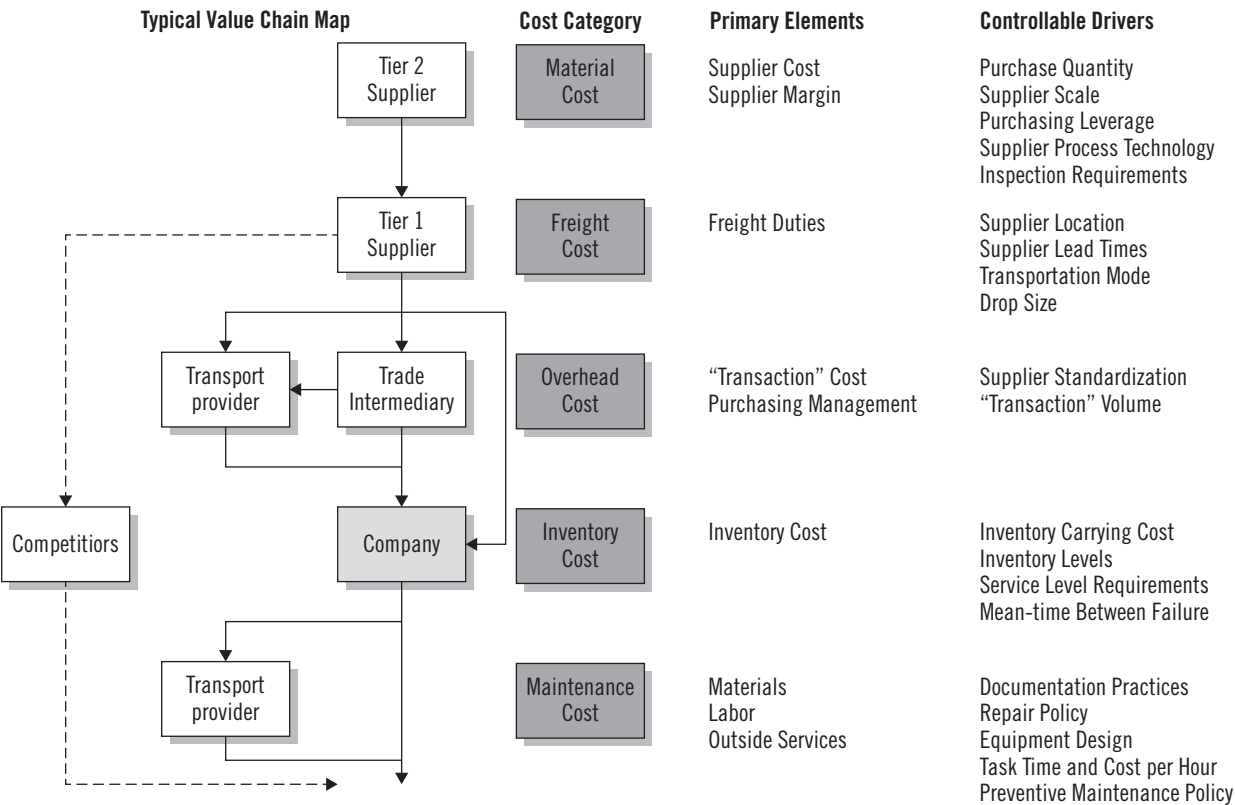 Typical Value Chain Map
Cost Category
Primary Elements
Controllable Drivers
Tier 2
Supplier
Material
Cost
Supplier Cost
Supplier Margin
Purchase Quantity
Supplier Scale
Purchasing Leverage
Supplier Process Technology
Inspection Requirements
Tier 1
Supplier
Freight
Cost
Freight Duties
Supplier Location
Supplier Lead Times
Transportation Mode
Drop Size
Transport
provider
Trade
Intermediary
Overhead
Cost
“Transaction” Cost
Purchasing Management
Supplier Standardization
“Transaction” Volume
Competitiors
Company
Inventory
Cost
Inventory Cost
Inventory Carrying Cost
Inventory Levels
Service Level Requirements
Mean-time Between Failure
Transport
provider
Maintenance
Cost
Materials
Labor
Outside Services
Documentation Practices
Repair Policy
Equipment Design
Task Time and Cost per Hour
Preventive Maintenance Policy